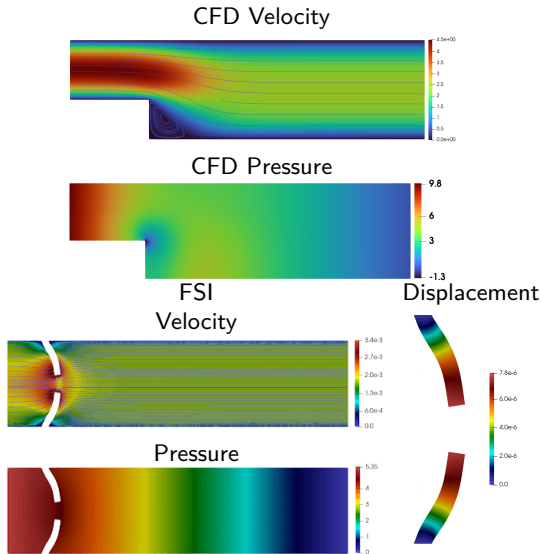 CFD Velocity
4.5e+00
4
3.5
3
2.5
2
1.5
1
0.5
0.0e+00
CFD Pressure
9.8
6
3
-1.3
FSI
Displacement
Velocity
3.4e-3
2.0e-3
1.3e-3
6.0e-4
0.0
7.8e-6
6.0e-6
4.0e-6
2.0e-6
0.0
Pressure
5.35
4
3
2
1
0